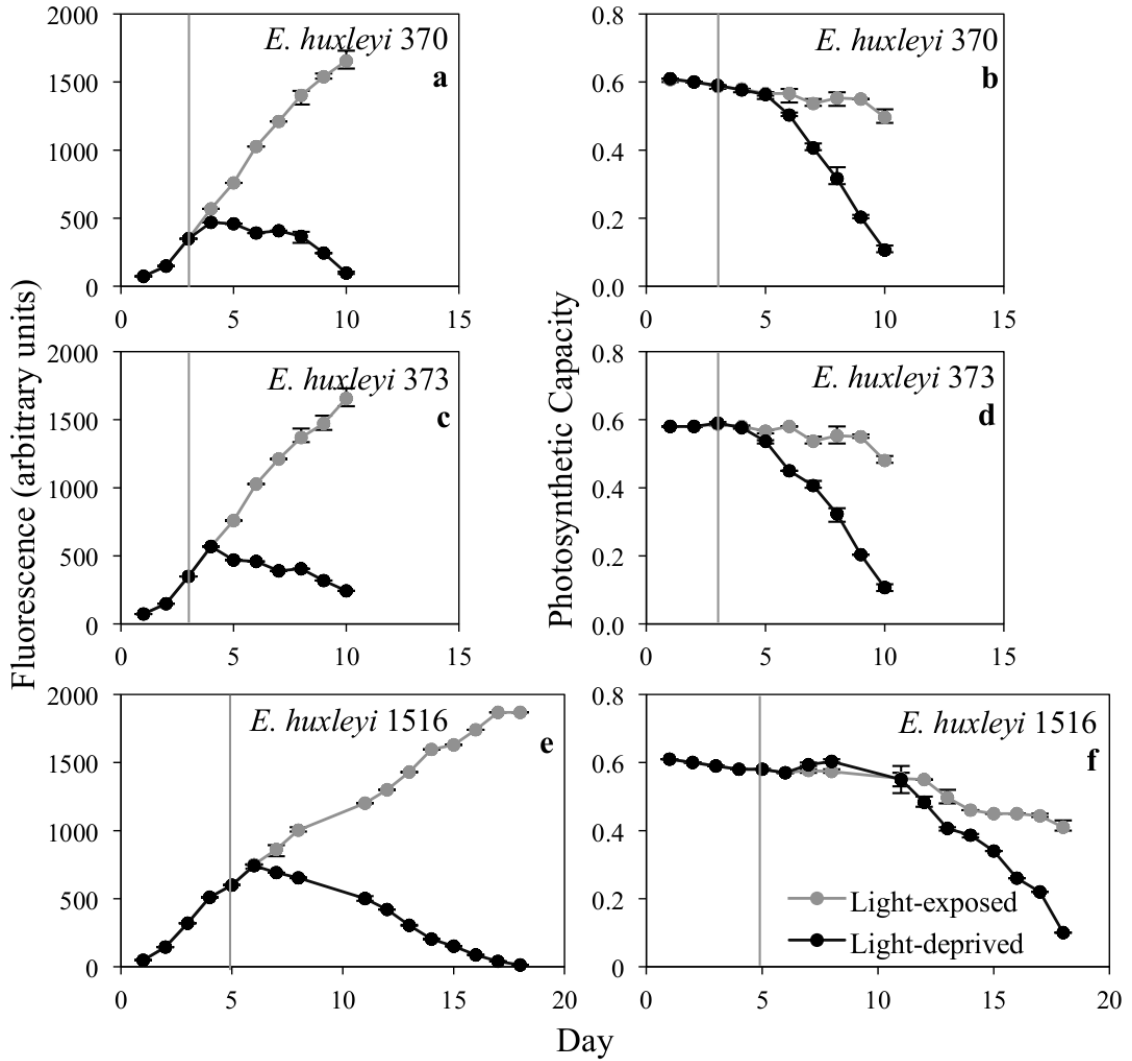 Fluorescence (arbitrary units)
2000
1500
1000
500
0
E. huxleyi 370
a
0 5 10 15
Photosynthetic Capacity
0.8
0.6
0.4
0.2
0.0
E. huxleyi 370
b
0 5 10 15
2000
1500
1000
500
0
E. huxleyi 373
c
0 5 10 15
0.8
0.6
0.4
0.2
0.0
E. huxleyi 373
d
0 5 10 15
2000
1500
1000
500
0
E. huxleyi 1516
e
0 5 10 15 20
0.8
0.6
0.4
0.2
0.0
E. huxleyi 1516
f
Light-exposed
Light-deprived
0 5 10 15 20
Day